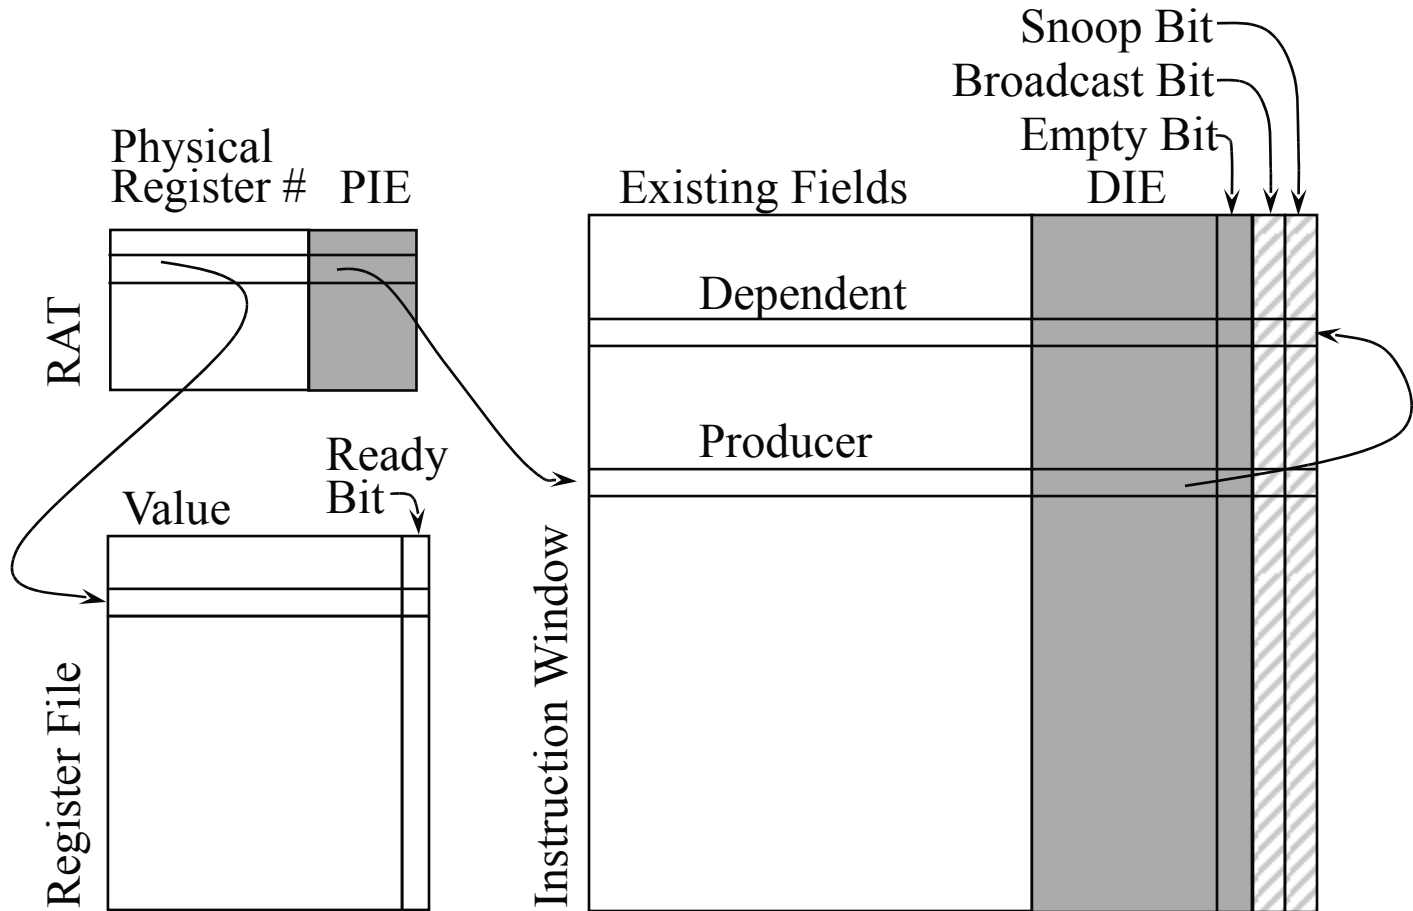 Snoop Bit
Broadcast Bit
Empty Bit
Physical
Register # PIE
Existing Fields DIE
RAT
Dependent
Producer
Ready
Bit
Value
Register File
Instruction Window